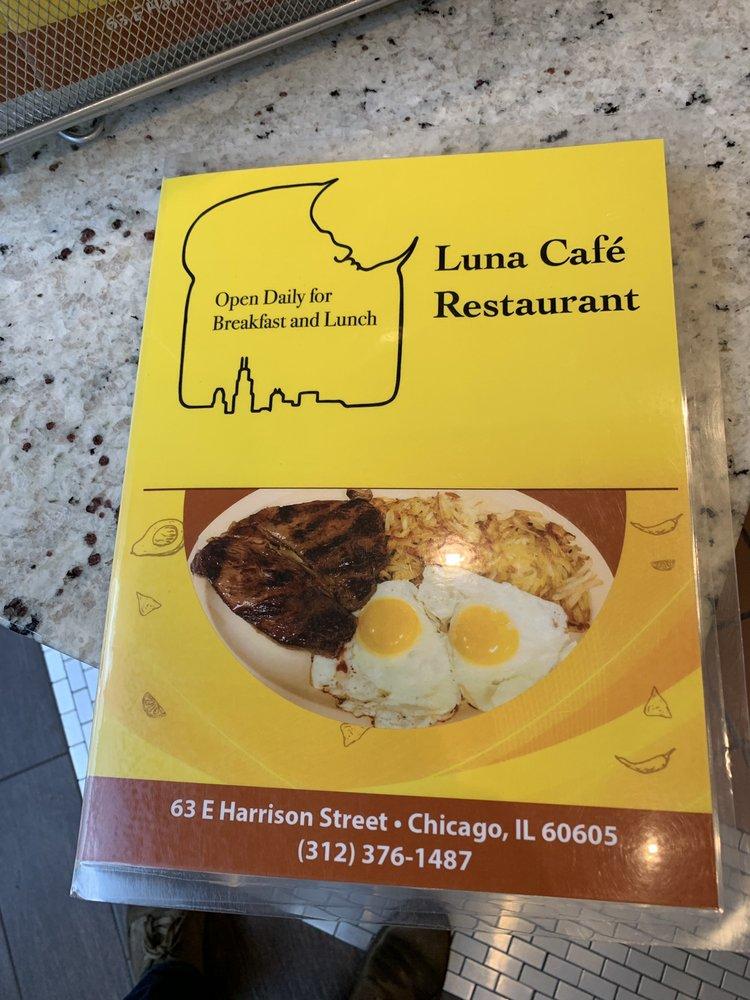 Open Daily for
Breakfast and Lunch
Luna Café
Restaurant
63 E Harrison Street • Chicago, IL 60605
(312) 376-1487